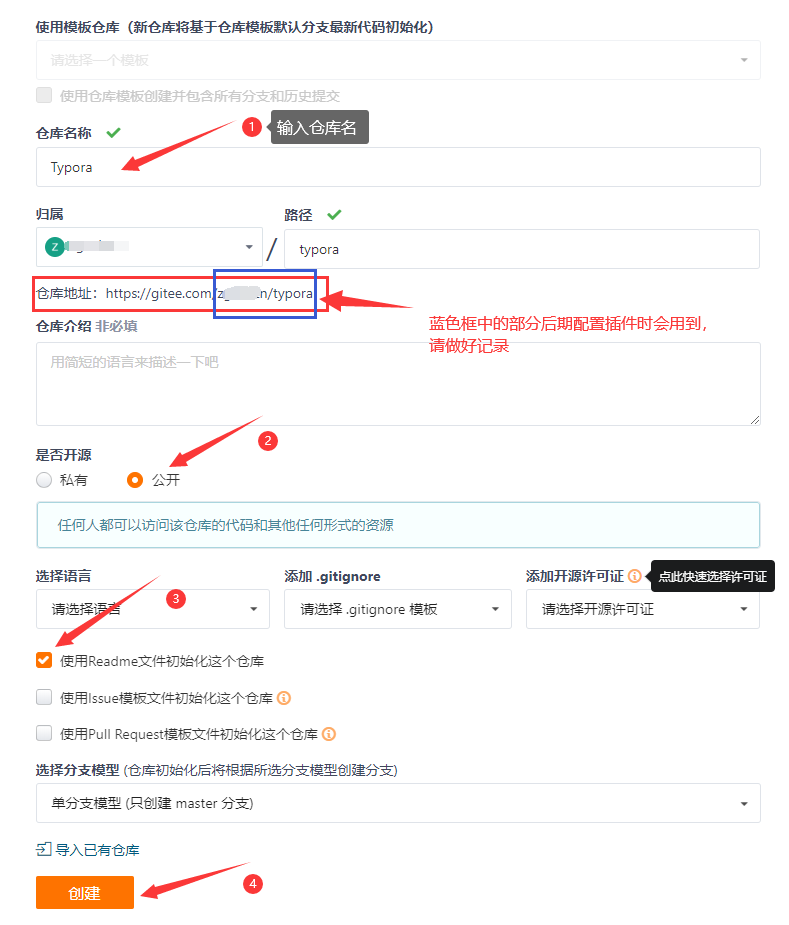 使用模板仓库（新仓库将基于仓库模板默认分支最新代码初始化）
请选择一个模板
使用仓库模板创建并包含所有分支和历史提交
仓库名称
1 输入仓库名
Typora
归属 路径
Z / typora
仓库地址：https://gitee.com/z n/typora
蓝色框中的部分后期配置插件时会用到，
请做好记录
仓库介绍 非必填
用简短的语言来描述一下吧
2
是否开源
私有 公开
任何人都可以访问该仓库的代码和其他任何形式的资源
选择语言 添加 .gitignore 添加开源许可证 点此快速选择许可证
3
请选择语言 请选择 .gitignore 模板 请选择开源许可证
使用Readme文件初始化这个仓库
使用Issue模板文件初始化这个仓库
使用Pull Request模板文件初始化这个仓库
选择分支模型 (仓库初始化后将根据所选分支模型创建分支)
单分支模型 (只创建 master 分支)
导入已有仓库
创建 4